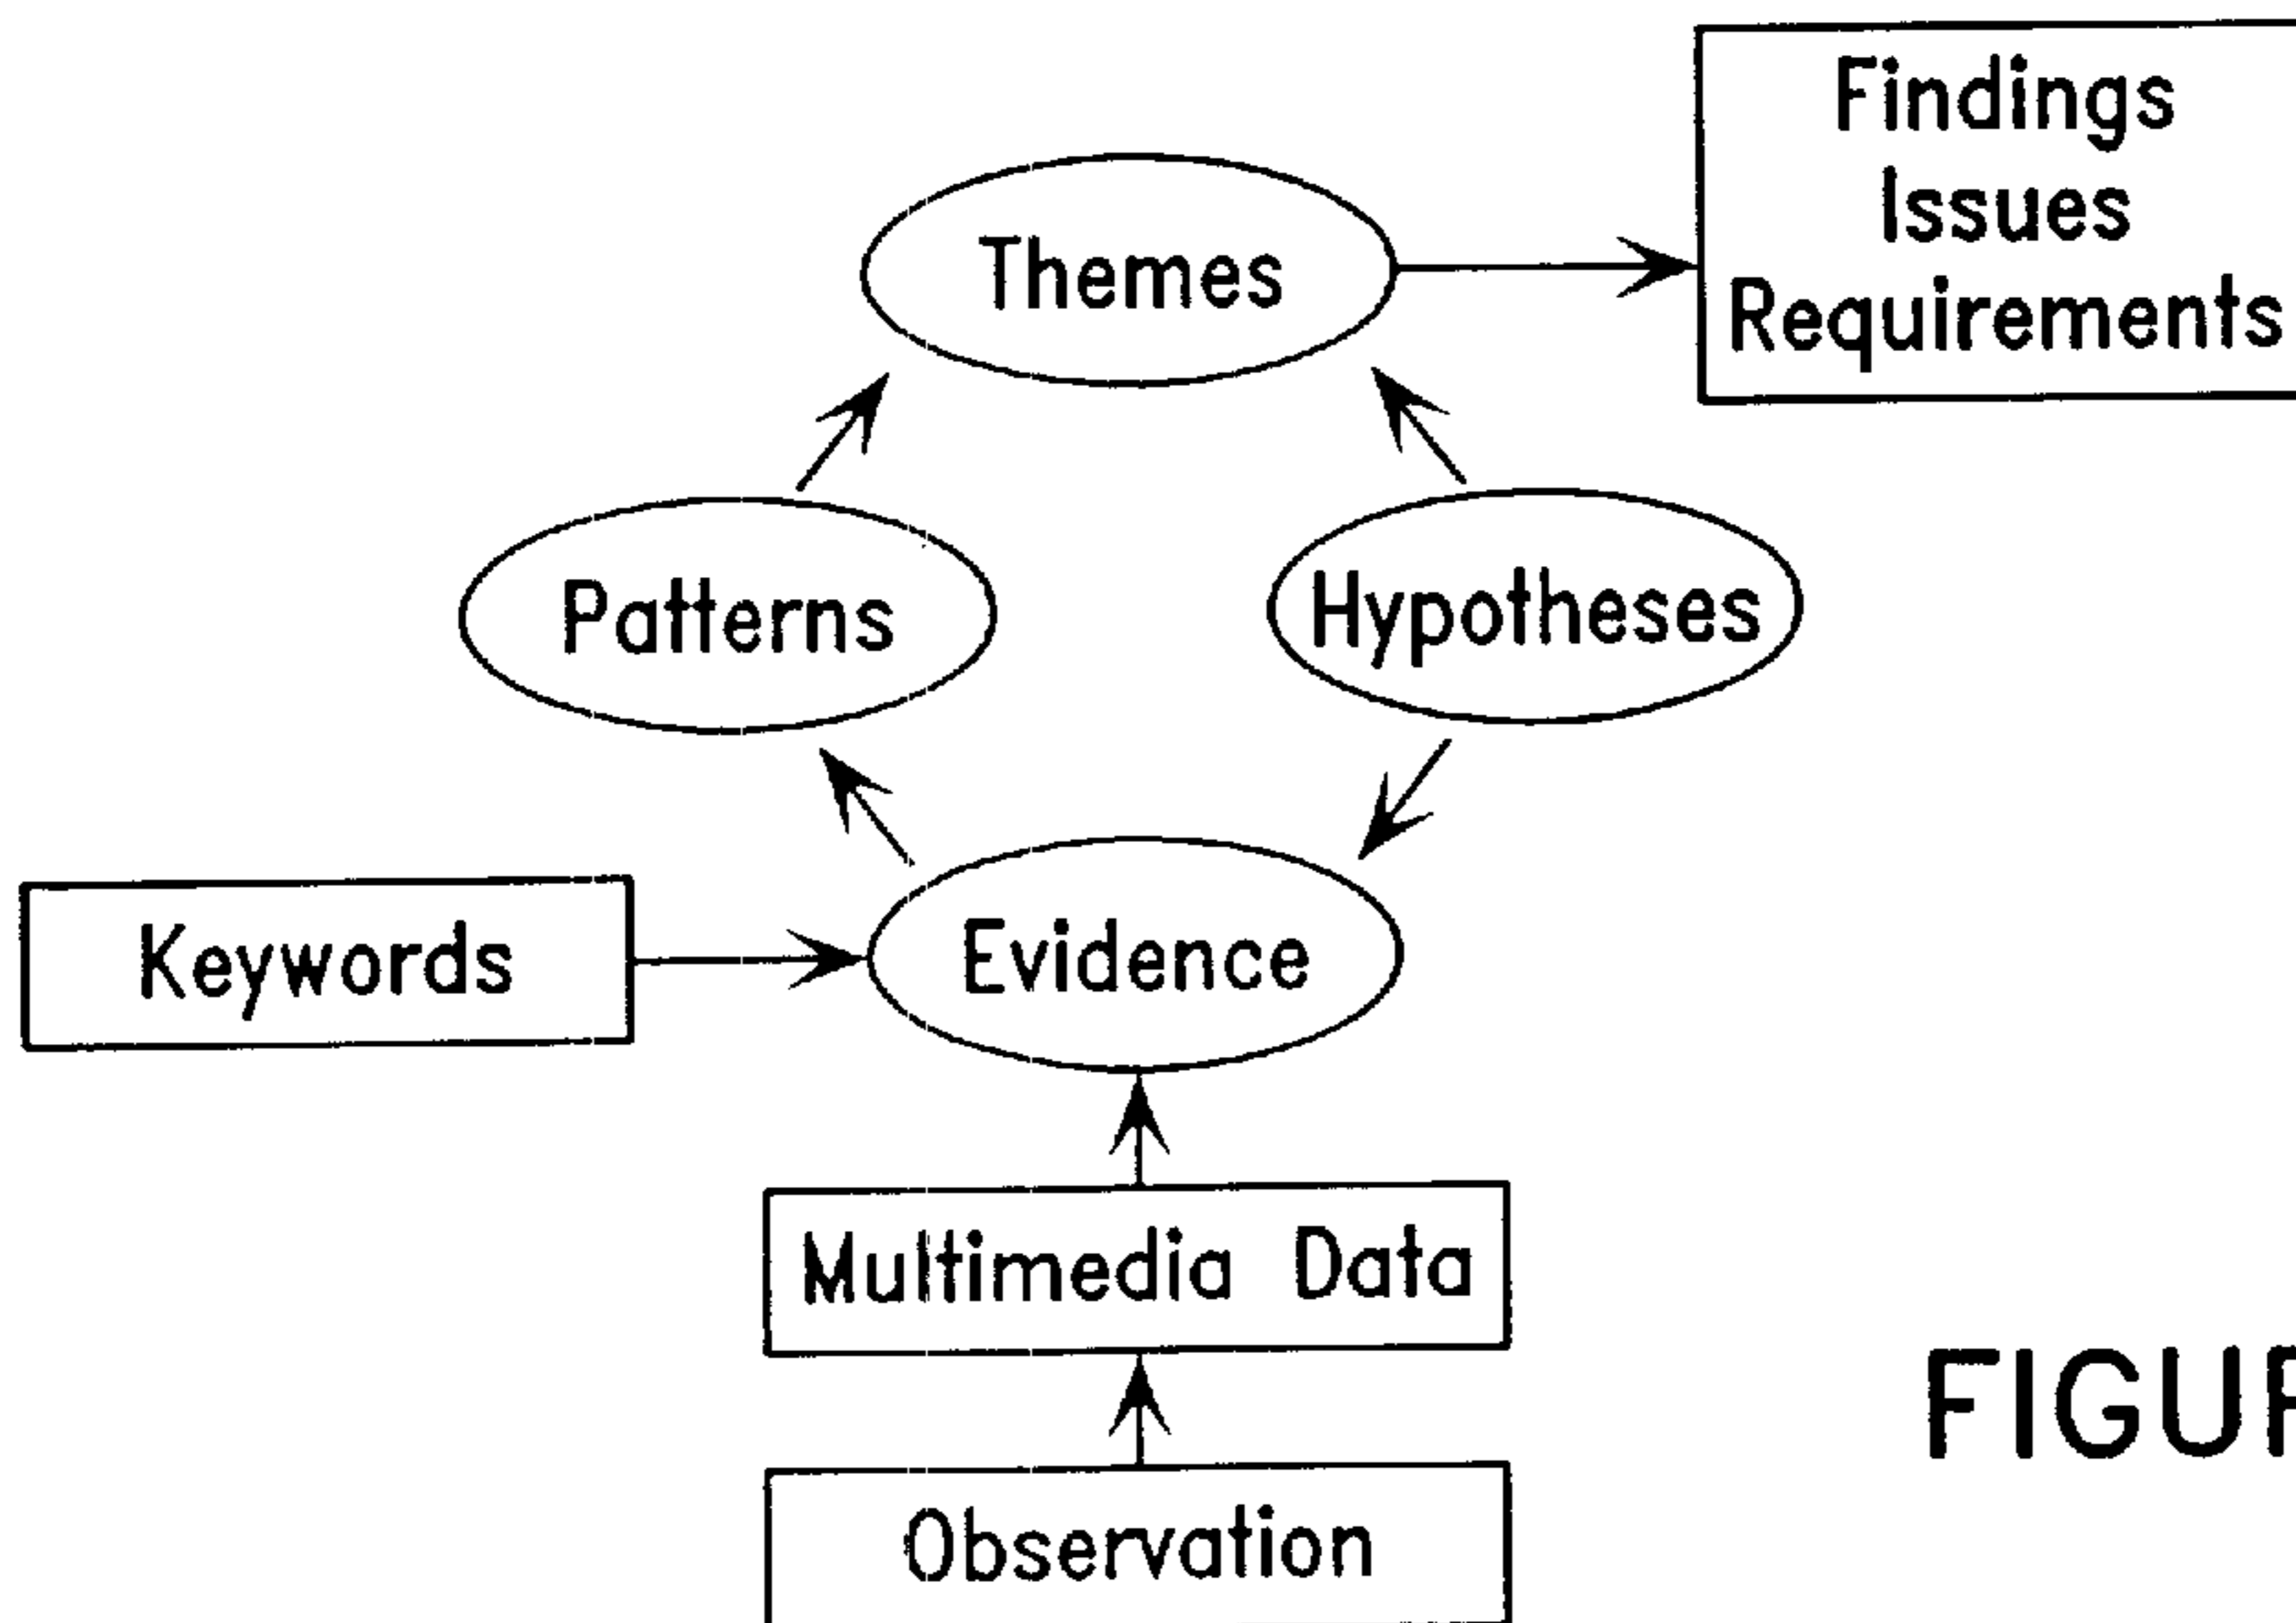 Findings
Issues
Requirements
Themes
Patterns
Hypotheses
Keywords
Evidence
Multimedia Data
Observation